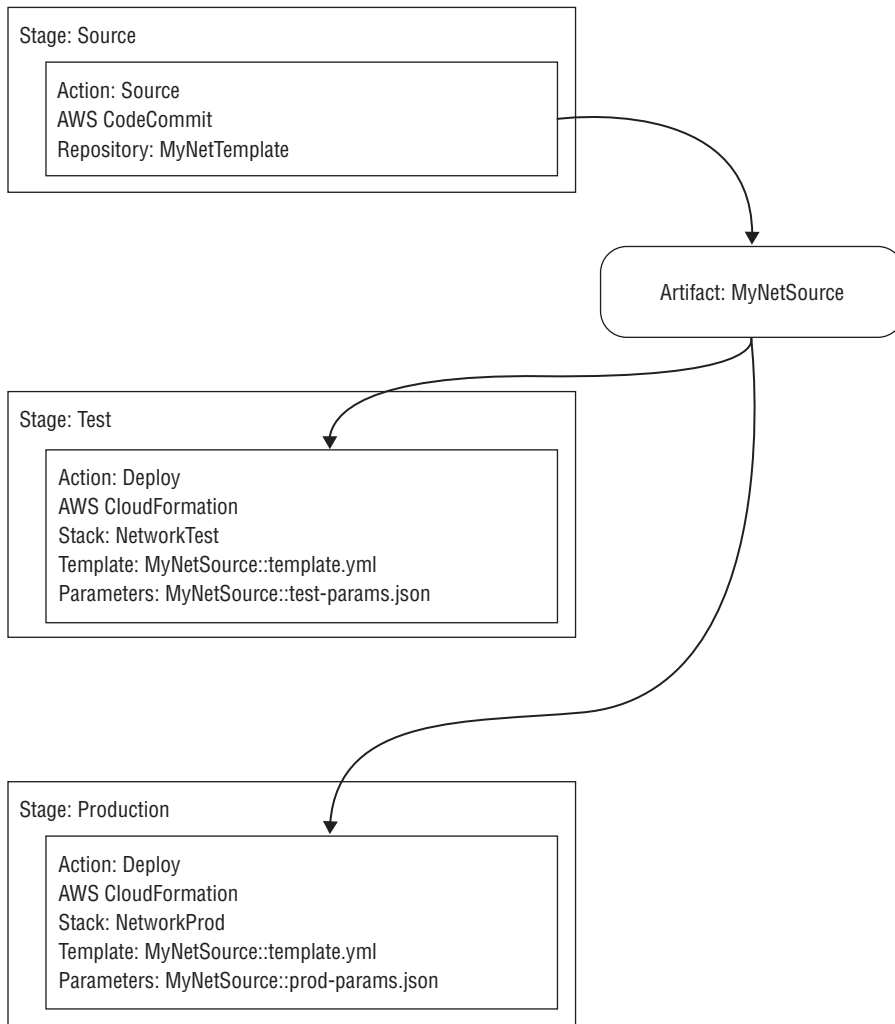 Stage: Source
Action: Source
AWS CodeCommit
Repository: MyNetTemplate
Artifact: MyNetSource
Stage: Test
Action: Deploy
AWS CloudFormation
Stack: NetworkTest
Template: MyNetSource::template.yml
Parameters: MyNetSource::test-params.json
Stage: Production
Action: Deploy
AWS CloudFormation
Stack: NetworkProd
Template: MyNetSource::template.yml
Parameters: MyNetSource::prod-params.json